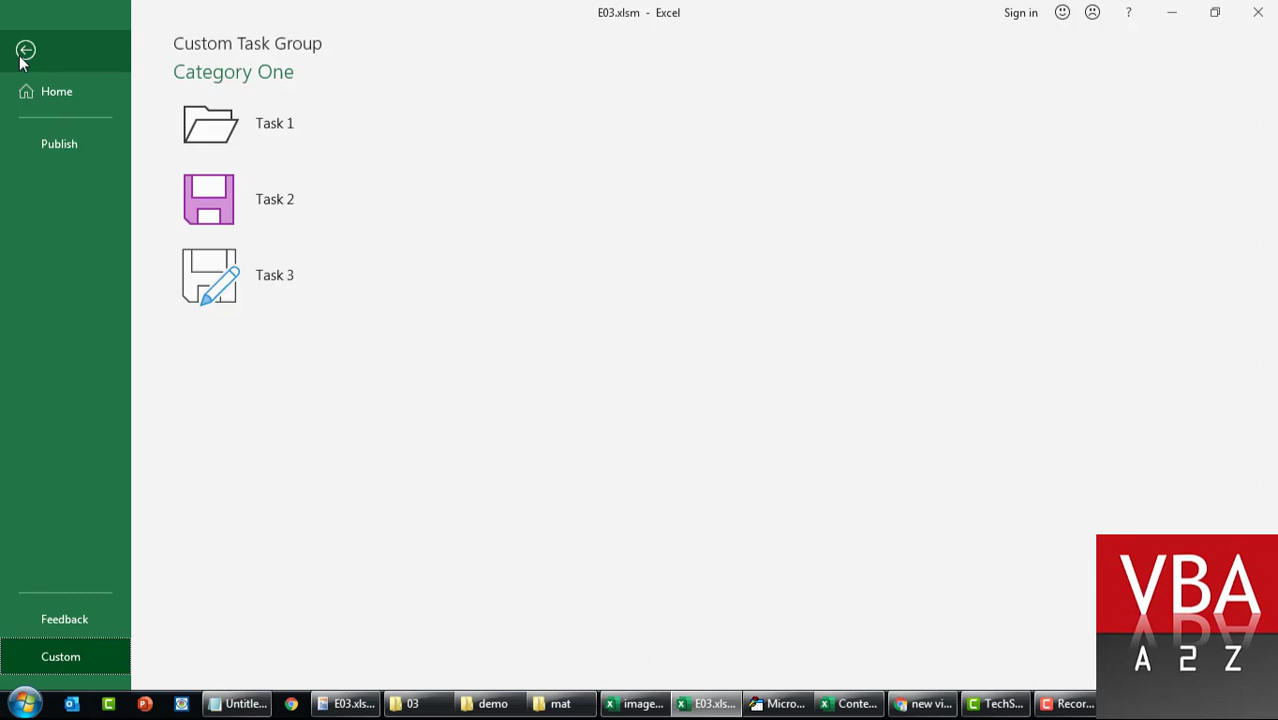 E03.xlsm - Excel
Sign in
?
Custom Task Group
Category One
Home
Task 1
Publish
Task 2
Task 3
Feedback
Custom
VBA
A 2 Z
Untitle...
E03.xls...
03
demo
mat
image...
E03.xls...
Micro...
Conte...
new vi...
TechS...
Recor...